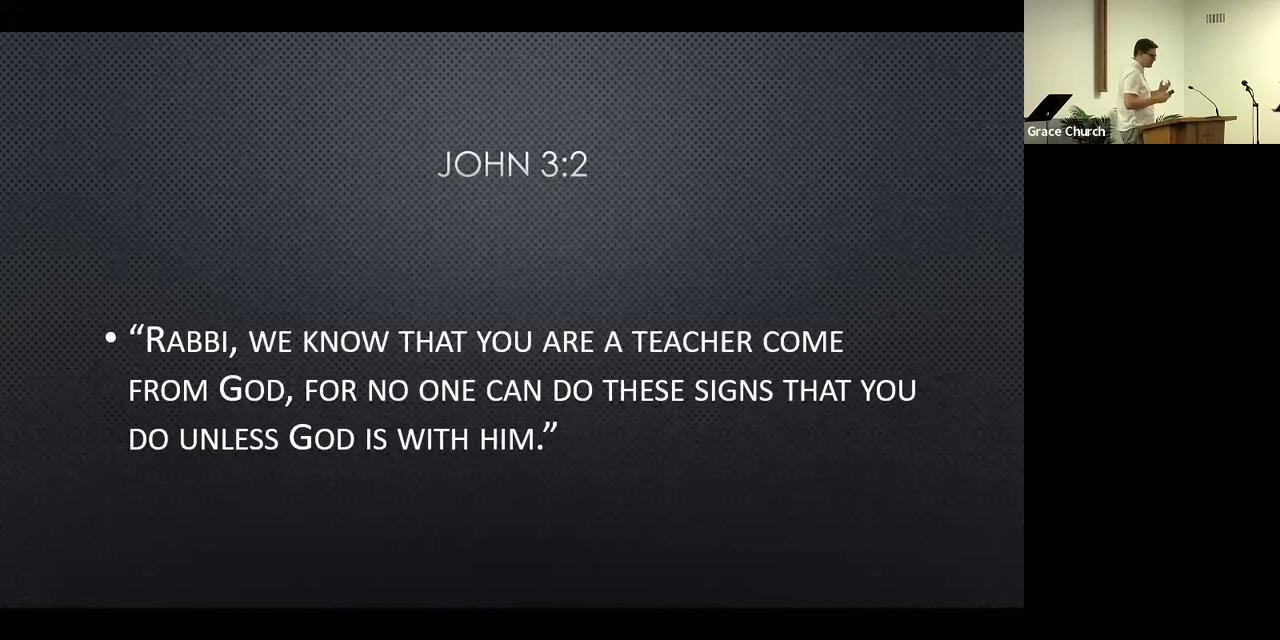 JOHN 3:2
• “RABBI, WE KNOW THAT YOU ARE A TEACHER COME
FROM GOD, FOR NO ONE CAN DO THESE SIGNS THAT YOU
DO UNLESS GOD IS WITH HIM.”
Grace Church